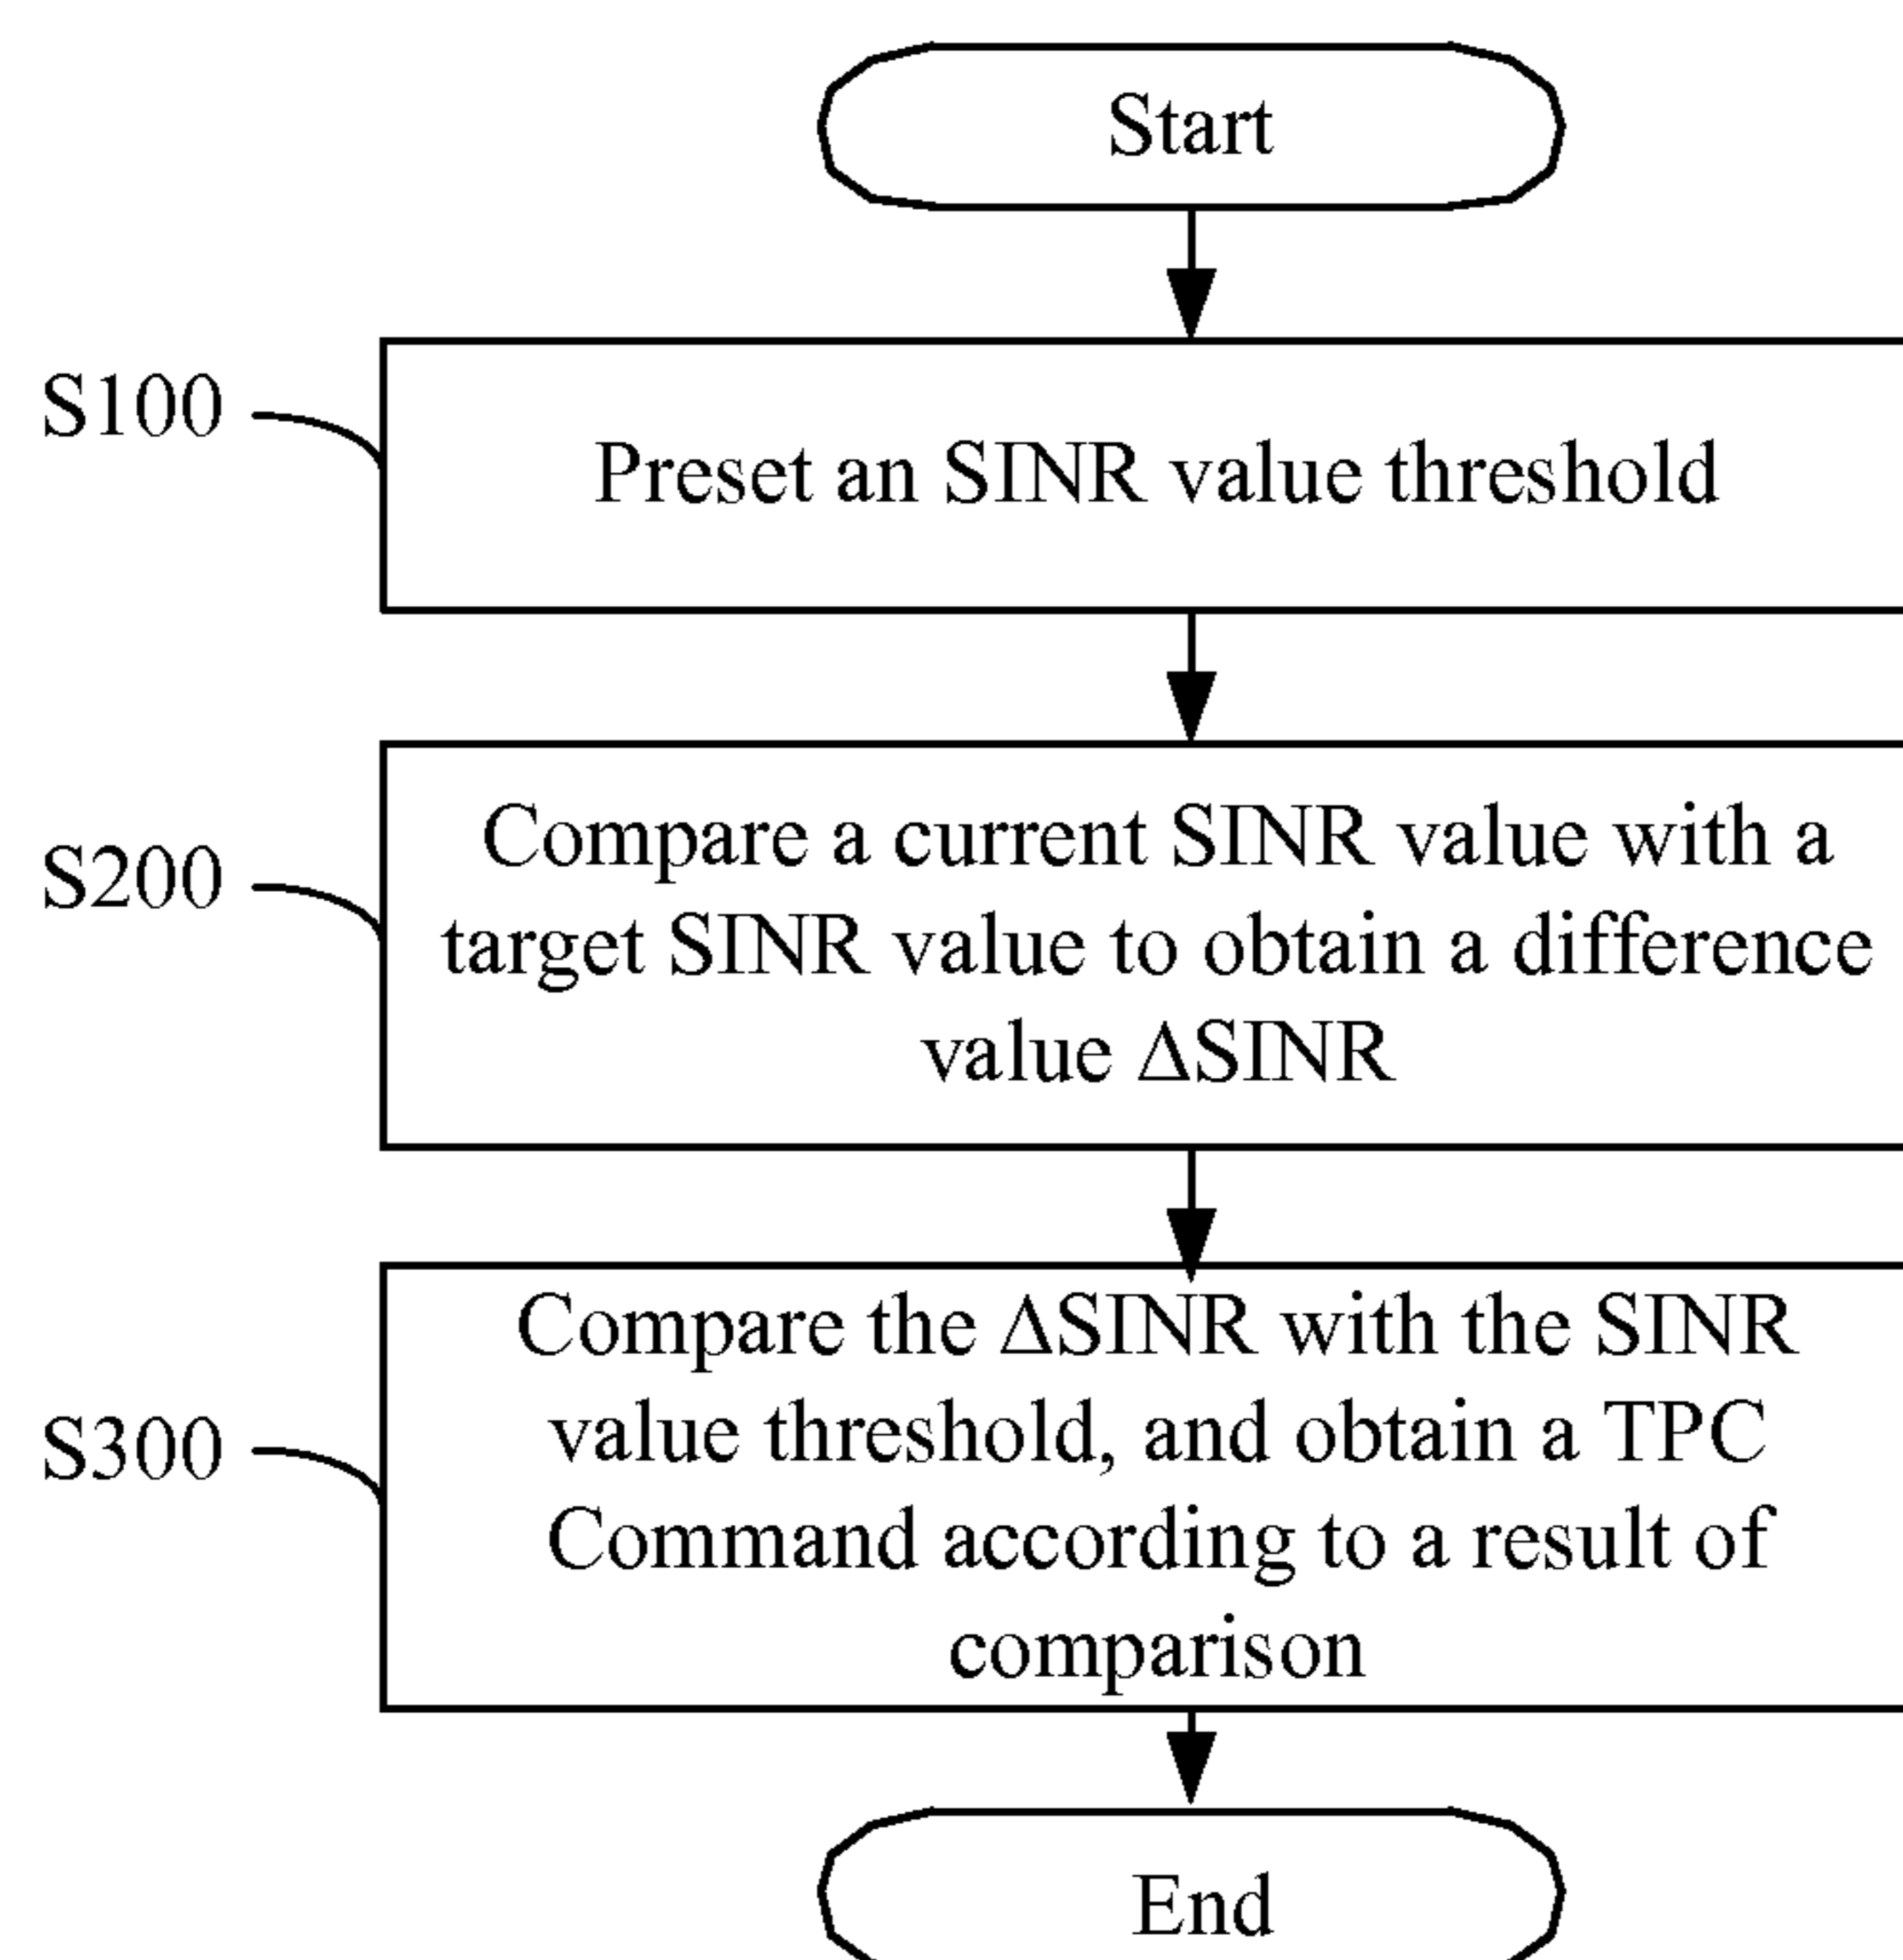 Start
S100
Preset an SINR value threshold
S200
Compare a current SINR value with a
target SINR value to obtain a difference
value ΔSINR
S300
Compare the ΔSINR with the SINR
value threshold, and obtain a TPC
Command according to a result of
comparison
End